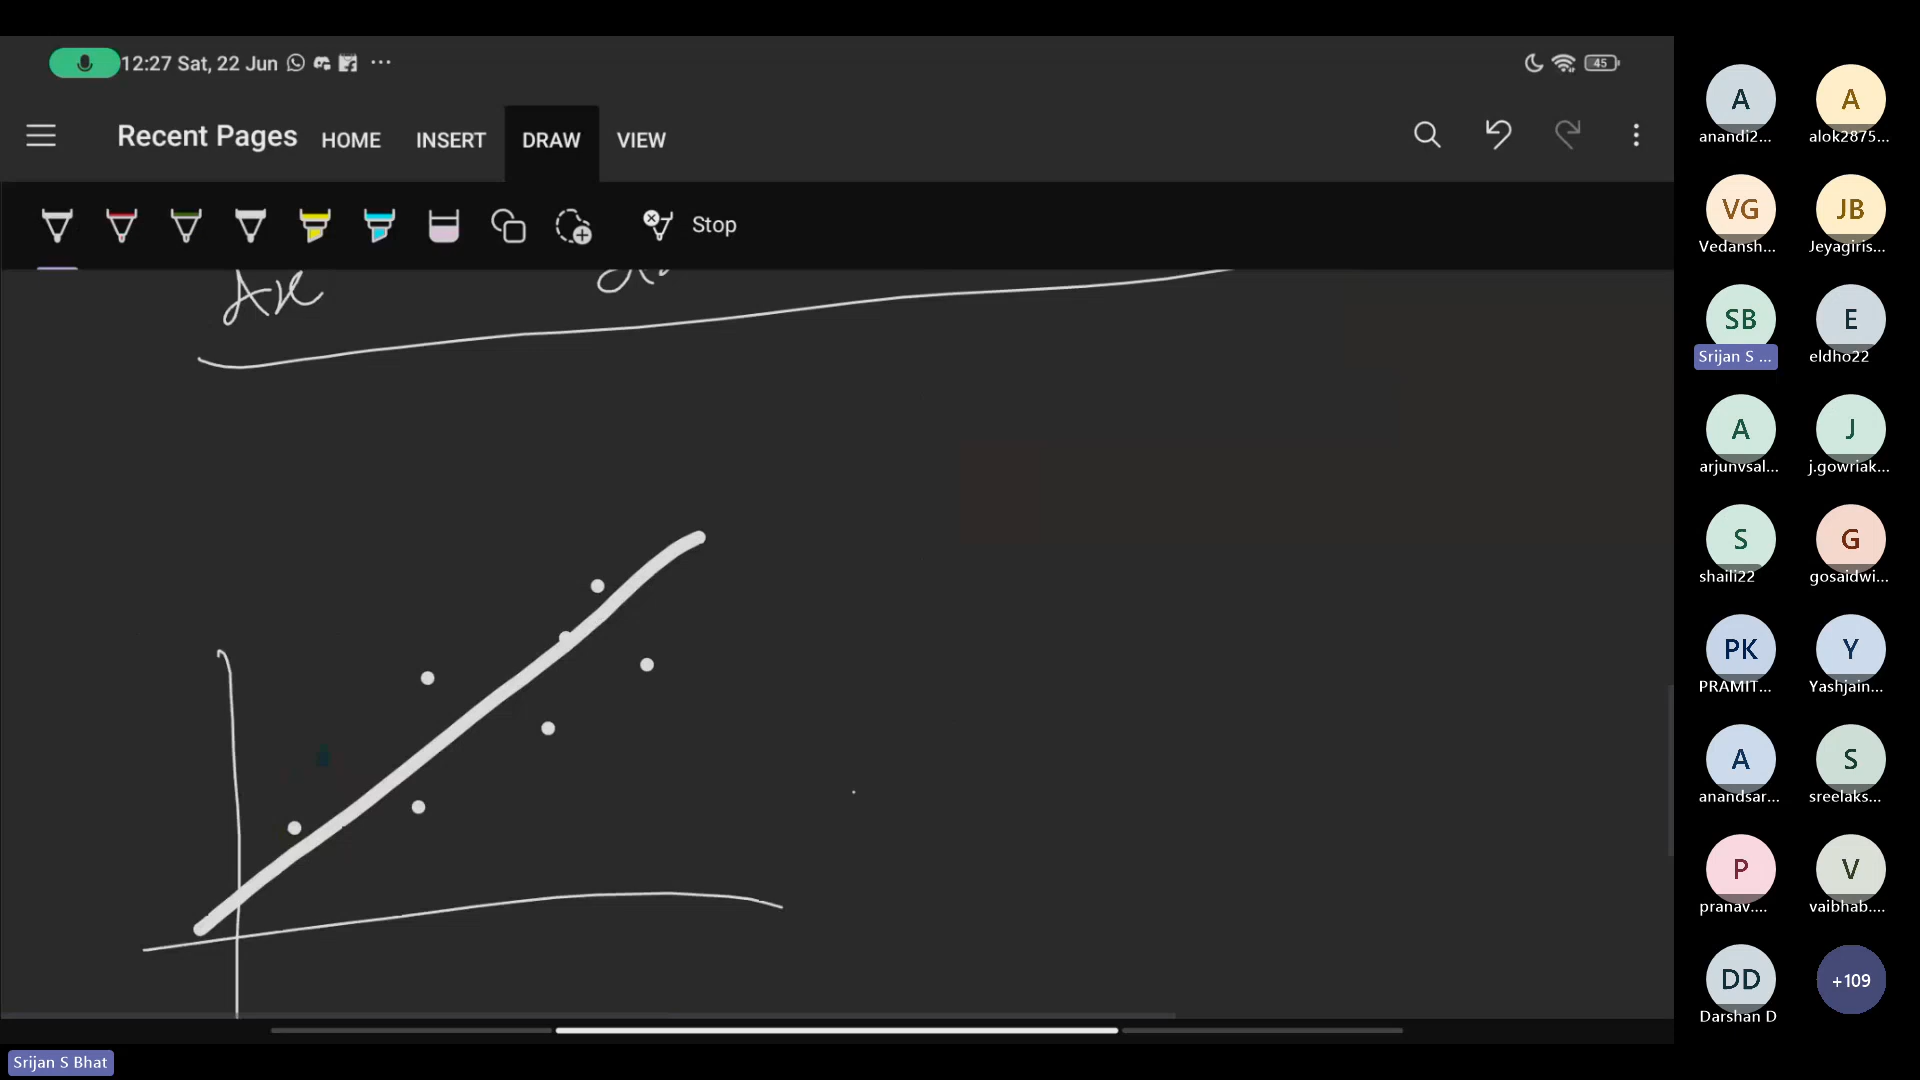 12:27 Sat, 22 Jun
45
Recent Pages HOME INSERT DRAW VIEW
Stop
anandi2...
alok2875...
A
A
VG
JB
Vedansh...
Jeyagiris...
SB
E
Srijan S ...
eldho22
A
J
arjunvsal...
j.gowriak...
S
G
shaili22
gosaidwi...
PK
Y
PRAMIT...
Yashjain...
A
S
anandsar...
sreelaks...
P
V
pranav....
vaibhab....
DD
+109
Darshan D
Srijan S Bhat